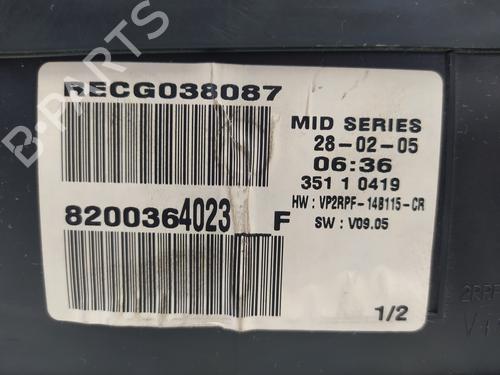 RECG038087
MID SERIES
28-02-05
06:36
351 1 0419
HW : VP2RPF-14B115-CR
SW : V09.05
8200364023__F
1/2
B-PARTS